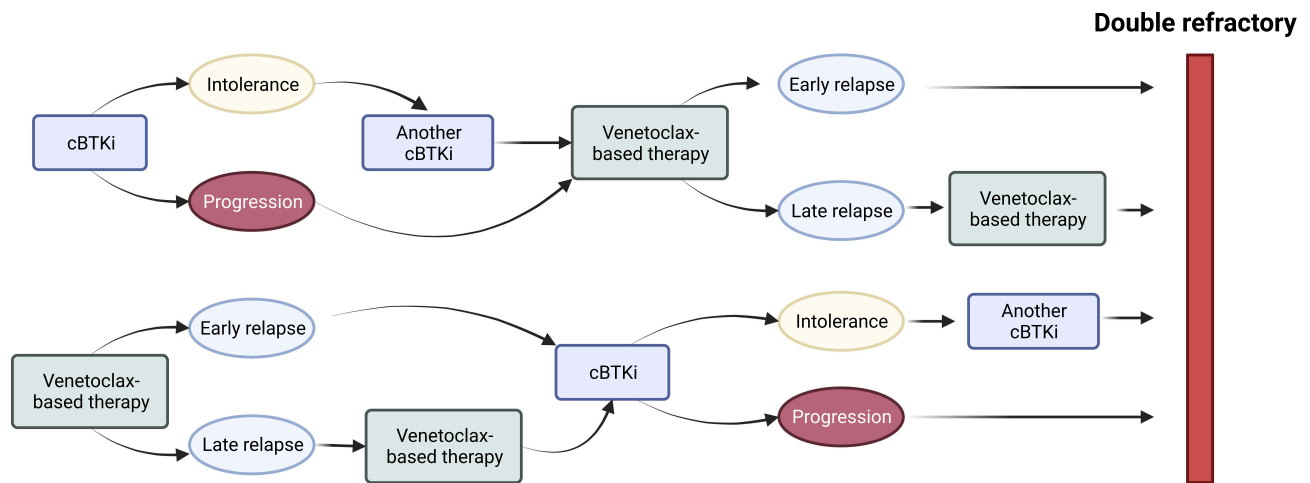 Double refractory
cBTKi
Intolerance
Progression
Another
cBTKi
Venetoclax-
based therapy
Early relapse
Late relapse
Venetoclax-
based therapy
Venetoclax-
based therapy
Early relapse
Late relapse
Venetoclax-
based therapy
cBTKi
Intolerance
Progression
Another
cBTKi